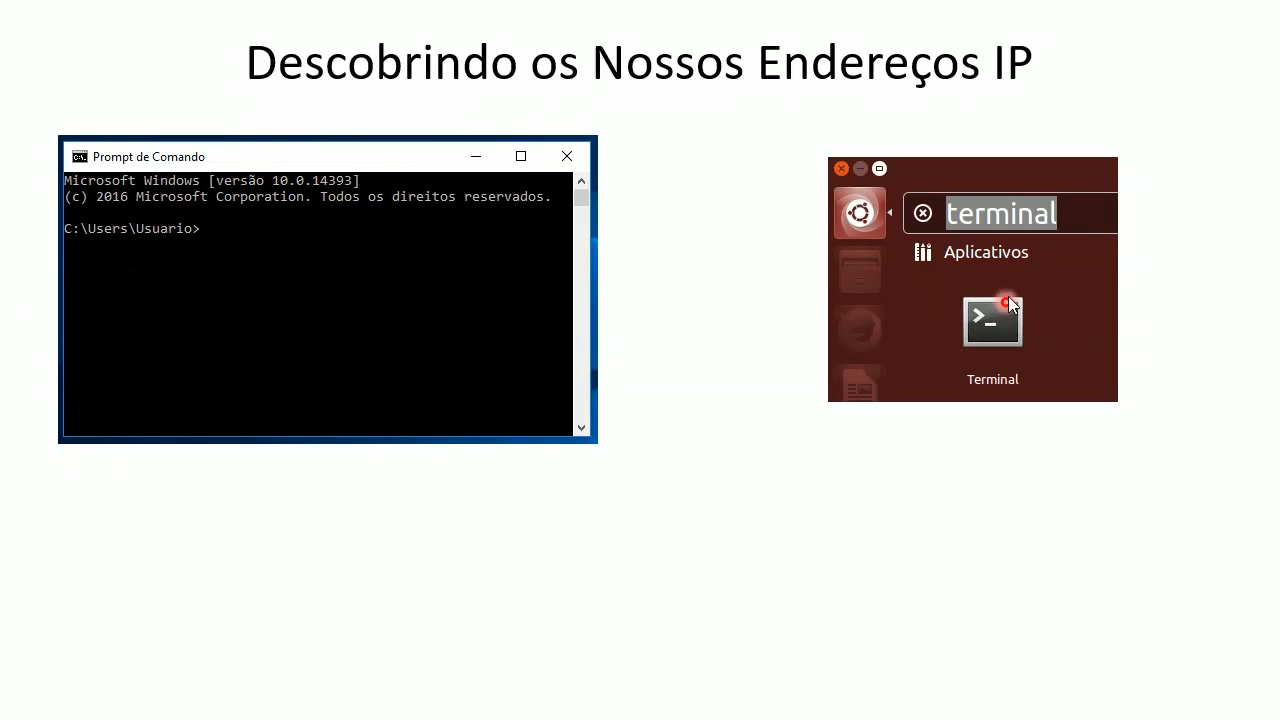 Descobrindo os Nossos Endereços IP
Prompt de Comando
Microsoft Windows [versão 10.0.14393]
(c) 2016 Microsoft Corporation. Todos os direitos reservados.
C:\Users\Usuario>
terminal
Aplicativos
>_
Terminal